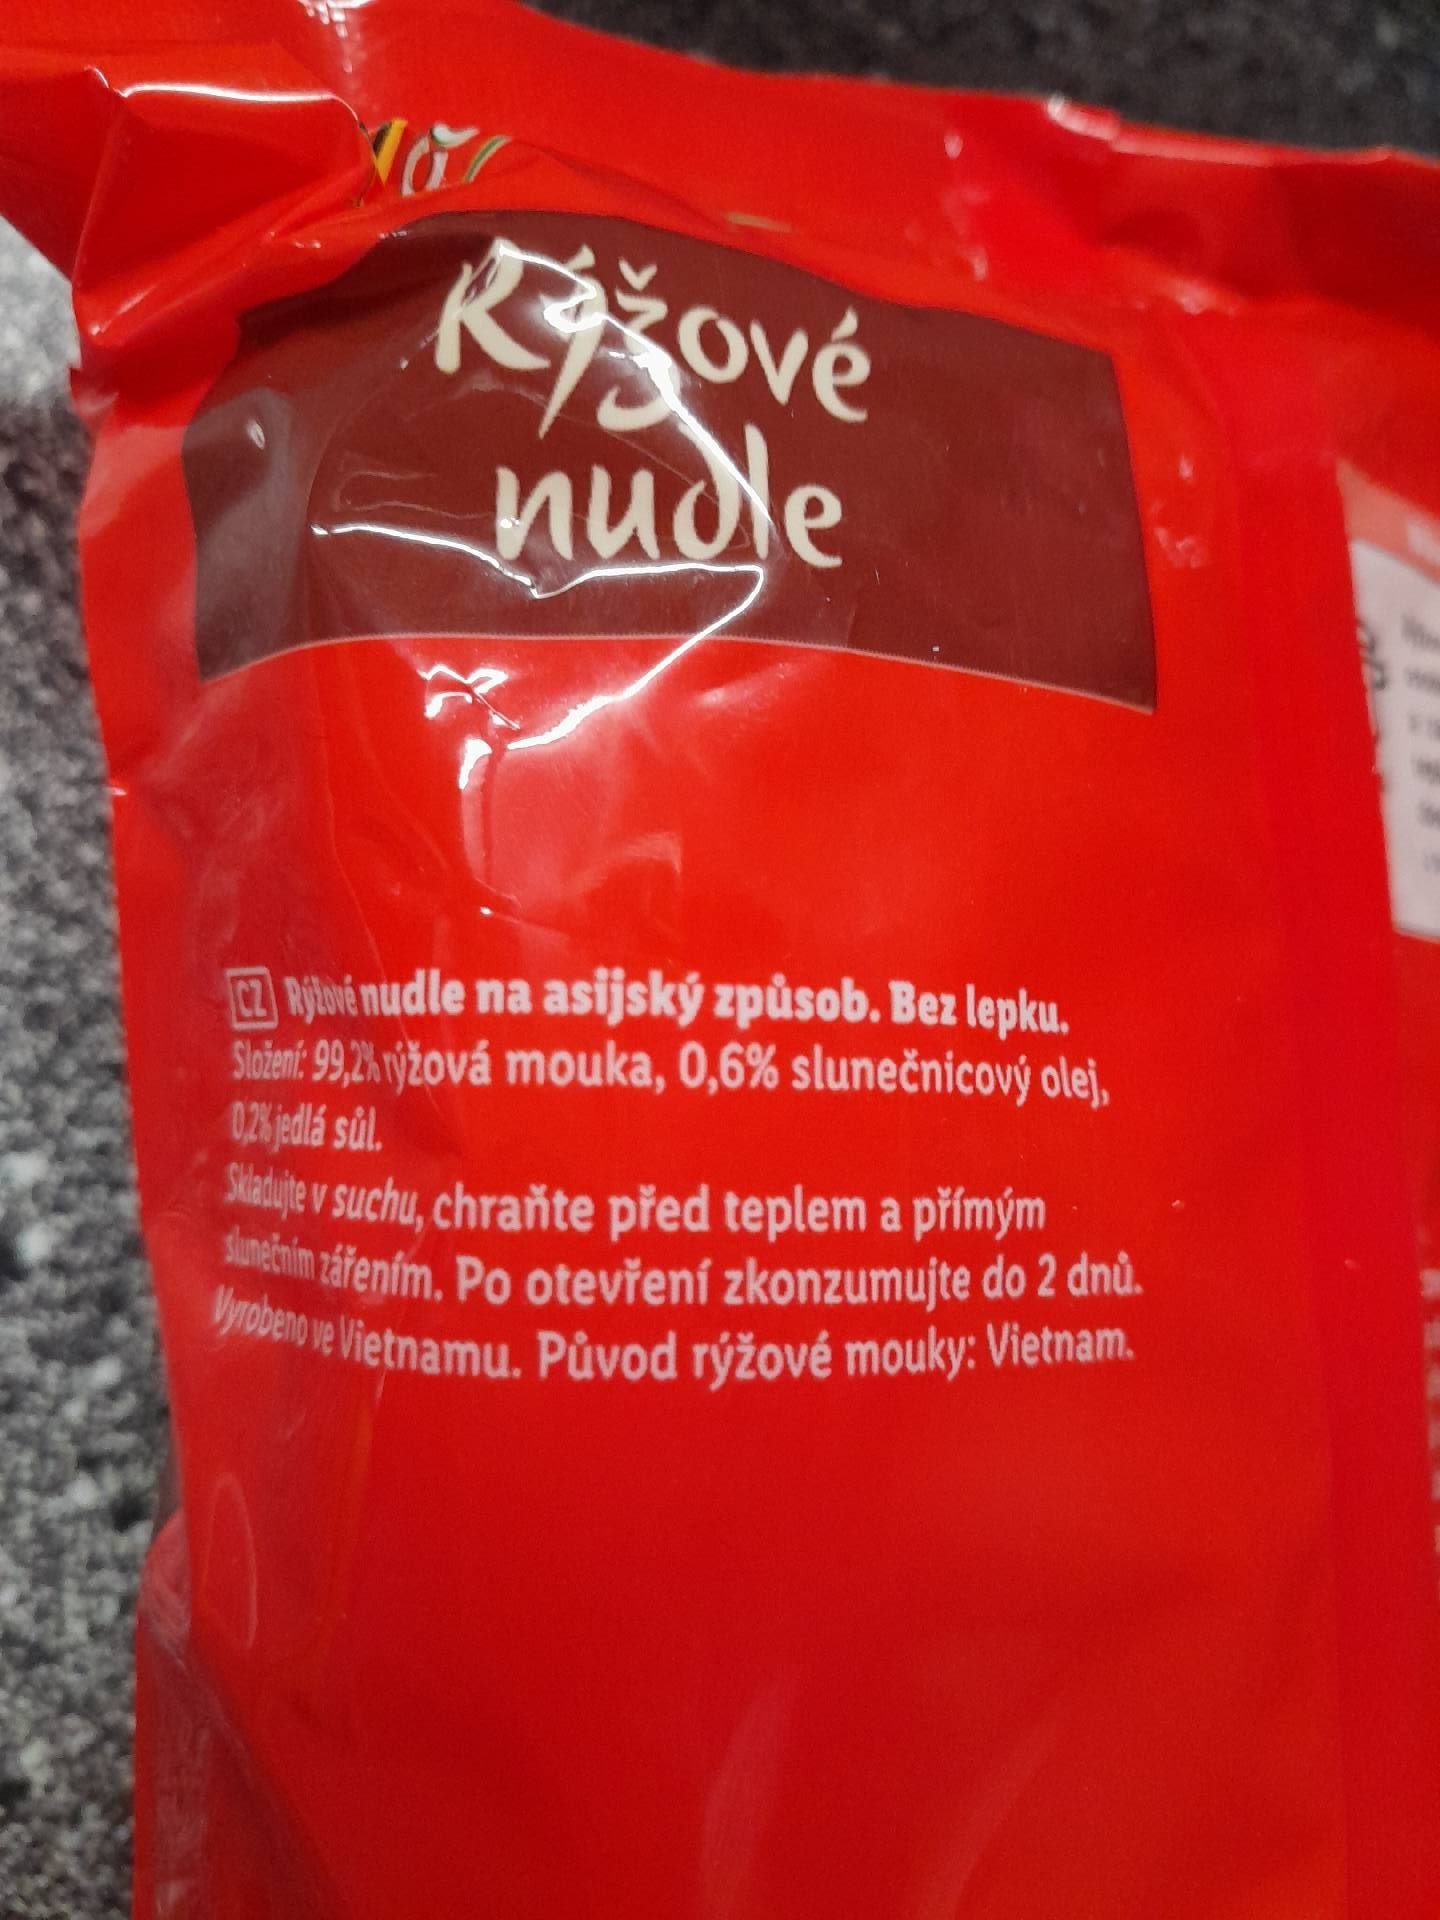 Rýžové
nudle
CZ Rýžové nudle na asijský způsob. Bez lepku.
Složení: 99,2% rýžová mouka, 0,6% slunečnicový olej,
0,2% jedlá sůl.
Skladujte v suchu, chraňte před teplem a přímým
slunečním zářením. Po otevření zkonzumujte do 2 dnů.
Vyrobeno ve Vietnamu. Původ rýžové mouky: Vietnam.